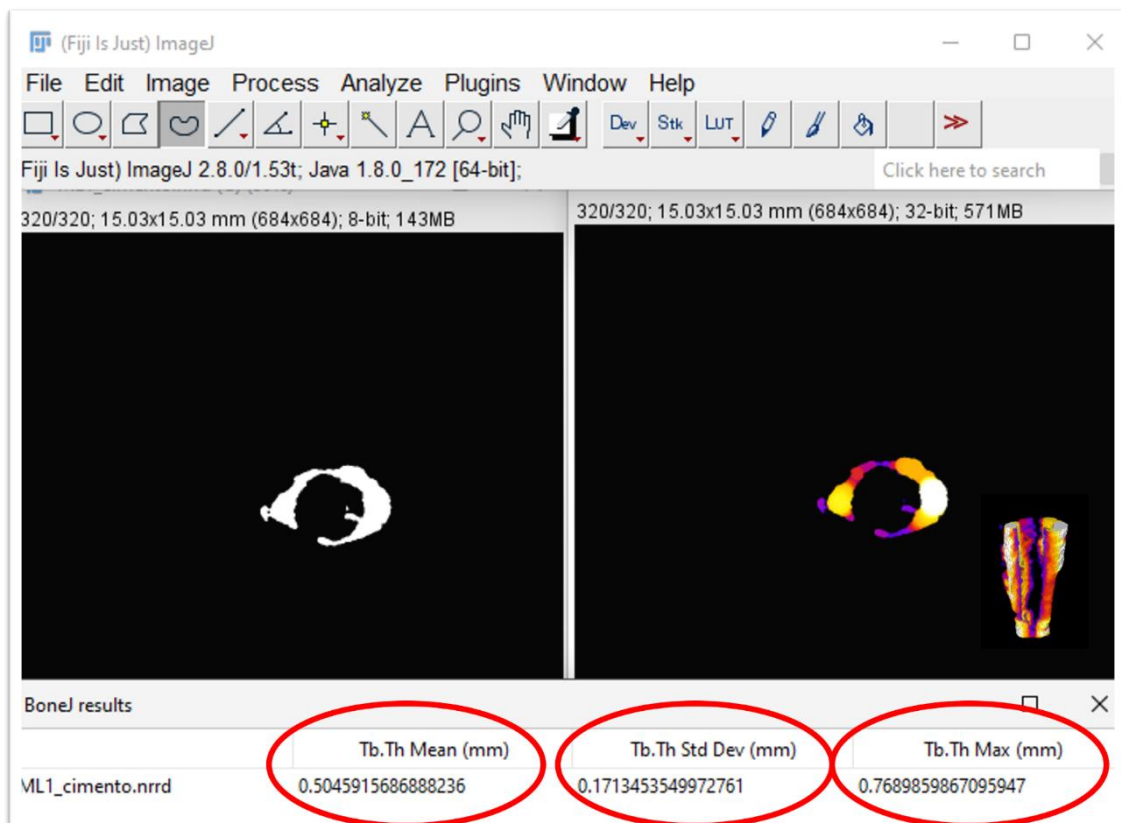 (Fiji Is Just) ImageJ
File Edit Image Process Analyze Plugins Window Help
Dev Stk LUT
Fiji Is Just) ImageJ 2.8.0/1.53t; Java 1.8.0_172 [64-bit];
Click here to search
320/320; 15.03x15.03 mm (684x684); 8-bit; 143MB
320/320; 15.03x15.03 mm (684x684); 32-bit; 571MB
BoneJ results
Tb.Th Mean (mm) Tb.Th Std Dev (mm) Tb.Th Max (mm)
ML1_cimento.nrrd 0.5045915686888236 0.1713453549972761 0.7689859867095947